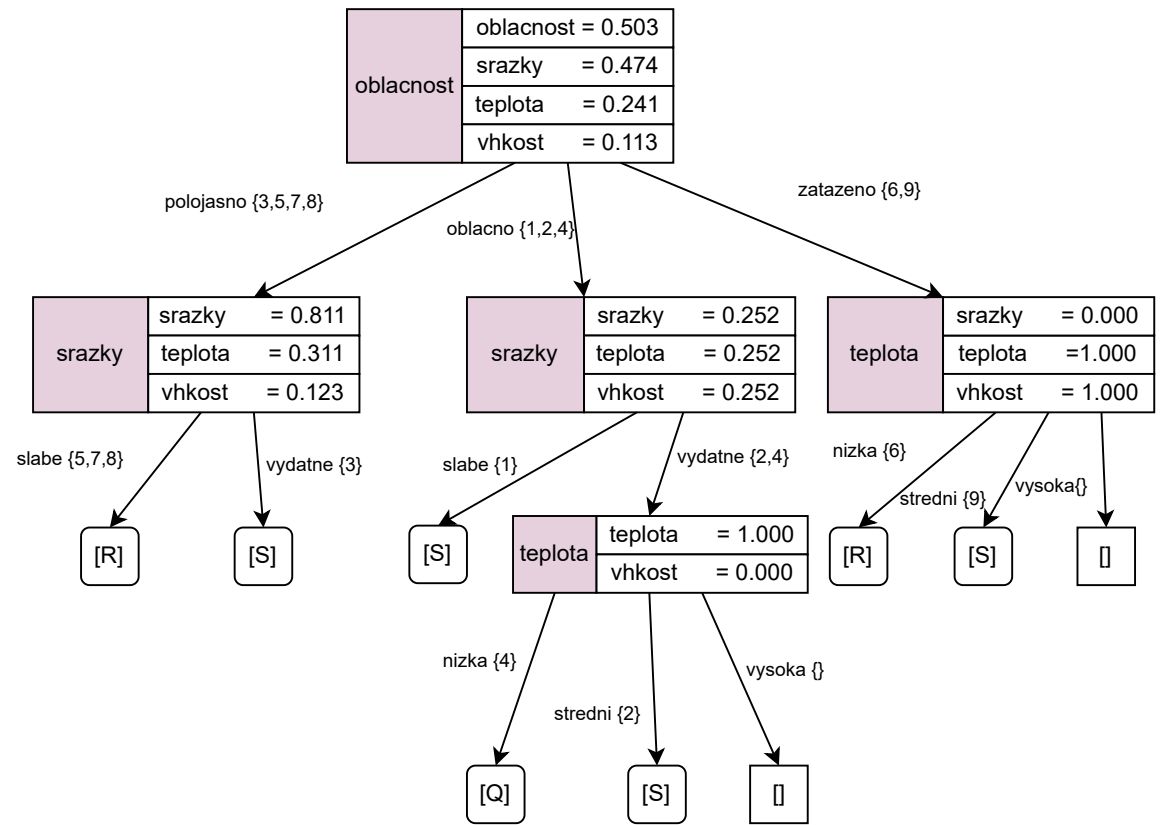 oblacnost
oblacnost = 0.503
srazky = 0.474
teplota = 0.241
vhkost = 0.113
polojasno {3,5,7,8}
oblacno {1,2,4}
zatazeno {6,9}
srazky
srazky = 0.811
teplota = 0.311
vhkost = 0.123
srazky
srazky = 0.252
teplota = 0.252
vhkost = 0.252
teplota
srazky = 0.000
teplota =1.000
vhkost = 1.000
slabe {5,7,8}
vydatne {3}
slabe {1}
vydatne {2,4}
nizka {6}
stredni {9}
vysoka{}
[R]
[S]
[S]
teplota
teplota = 1.000
vhkost = 0.000
[R]
[S]
[]
nizka {4}
stredni {2}
vysoka {}
[Q]
[S]
[]